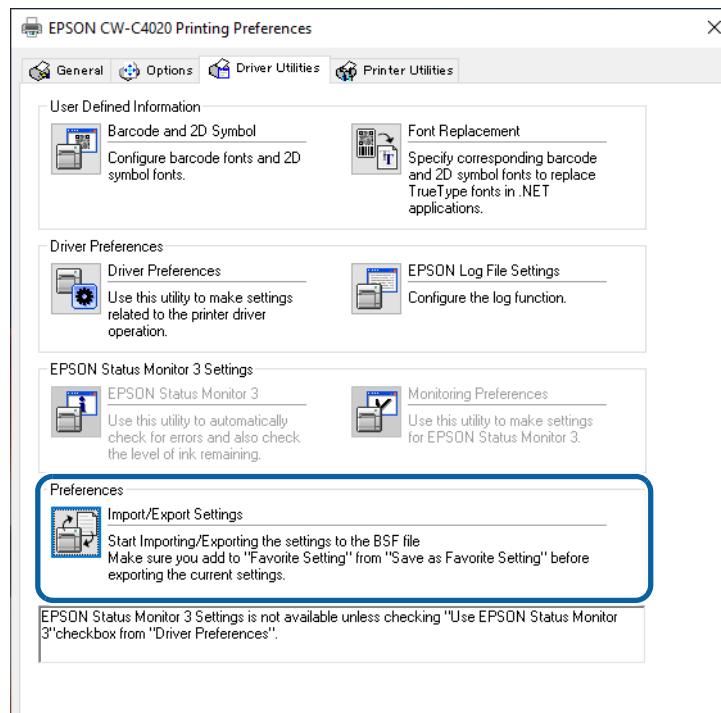 EPSON CW-C4020 Printing Preferences
General Options Driver Utilities Printer Utilities
User Defined Information
Barcode and 2D Symbol
Configure barcode fonts and 2D
symbol fonts.
Font Replacement
Specify corresponding barcode
and 2D symbol fonts to replace
TrueType fonts in .NET
applications.
Driver Preferences
Driver Preferences
Use this utility to make settings
related to the printer driver
operation.
EPSON Log File Settings
Configure the log function.
EPSON Status Monitor 3 Settings
EPSON Status Monitor 3
Use this utility to automatically
check for errors and also check
the level of ink remaining.
Monitoring Preferences
Use this utility to make settings
for EPSON Status Monitor 3.
Preferences
Import/Export Settings
Start Importing/Exporting the settings to the BSF file
Make sure you add to "Favorite Setting" from "Save as Favorite Setting" before
exporting the current settings.
EPSON Status Monitor 3 Settings is not available unless checking "Use EPSON Status Monitor
3"checkbox from "Driver Preferences".